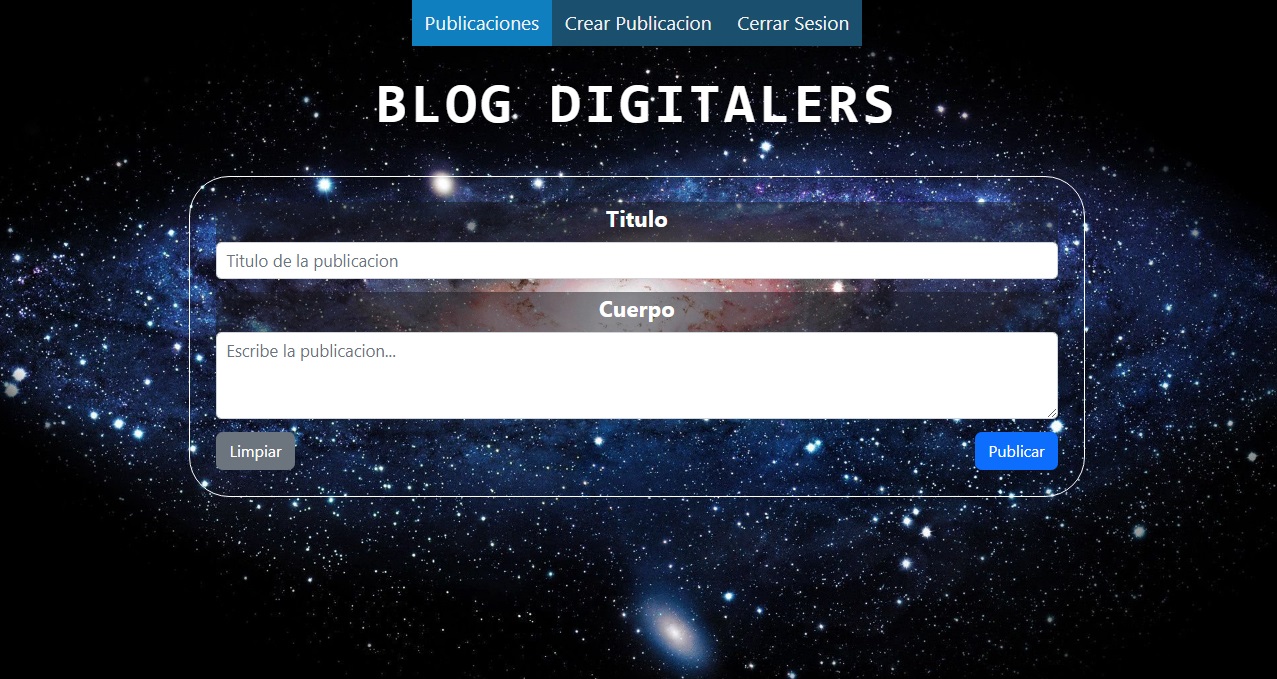 Publicaciones Crear Publicacion Cerrar Sesion
BLOG DIGITALERS
Titulo
Titulo de la publicacion
Cuerpo
Escribe la publicacion...
Limpiar Publicar